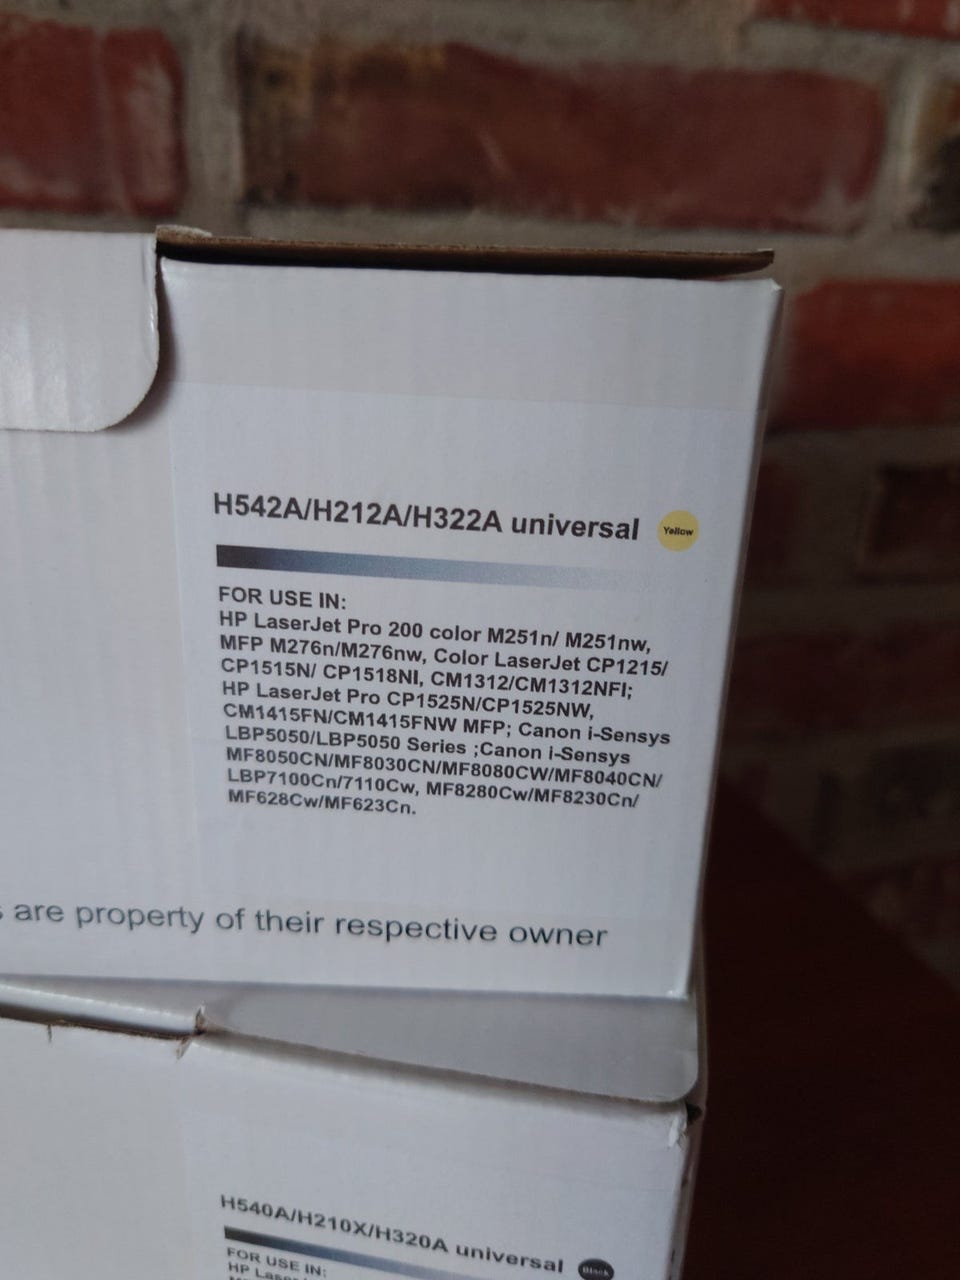 H542A/H212A/H322A universal
Yellow
FOR USE IN:
HP LaserJet Pro 200 color M251n/ M251nw,
MFP M276n/M276nw, Color LaserJet CP1215/
CP1515N/ CP1518NI, CM1312/CM1312NFI;
HP LaserJet Pro CP1525N/CP1525NW,
CM1415FN/CM1415FNW MFP; Canon i-Sensys
LBP5050/LBP5050 Series ;Canon i-Sensys
MF8050CN/MF8030CN/MF8080CW/MF8040CN/
LBP7100Cn/7110Cw, MF8280Cw/MF8230Cn/
MF628Cw/MF623Cn.
are property of their respective owner
H540A/H210X/H320A universal
Black
FOR USE IN:
HP